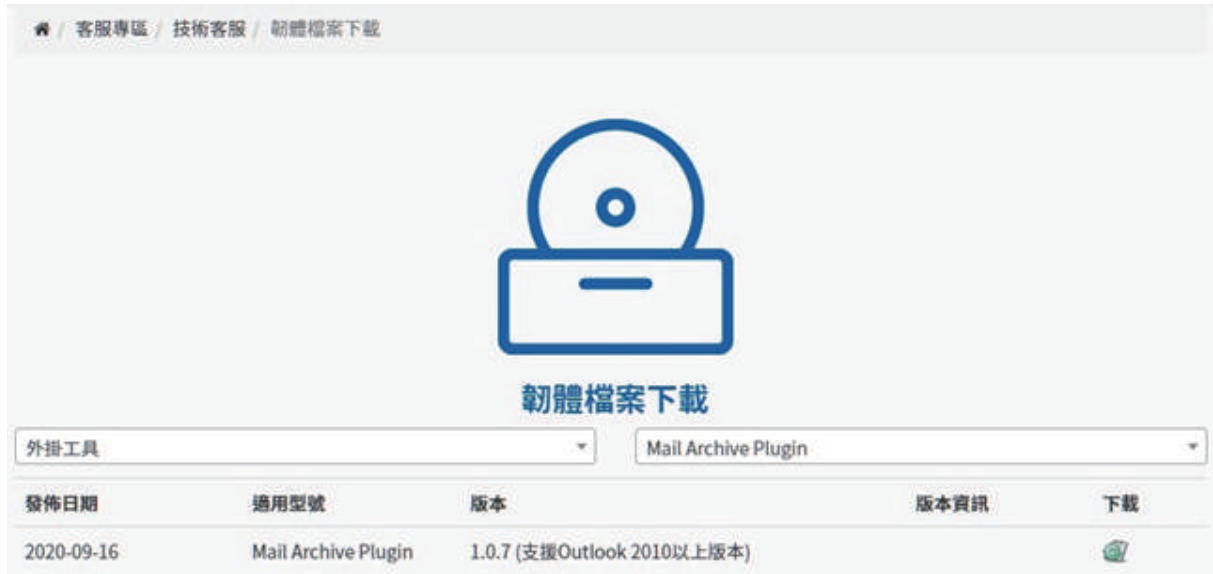 / 客服專區 / 技術客服 / 韌體檔案下載
韌體檔案下載
外掛工具 Mail Archive Plugin
發佈日期 適用型號 版本 版本資訊 下載
2020-09-16 Mail Archive Plugin 1.0.7 (支援Outlook 2010以上版本)